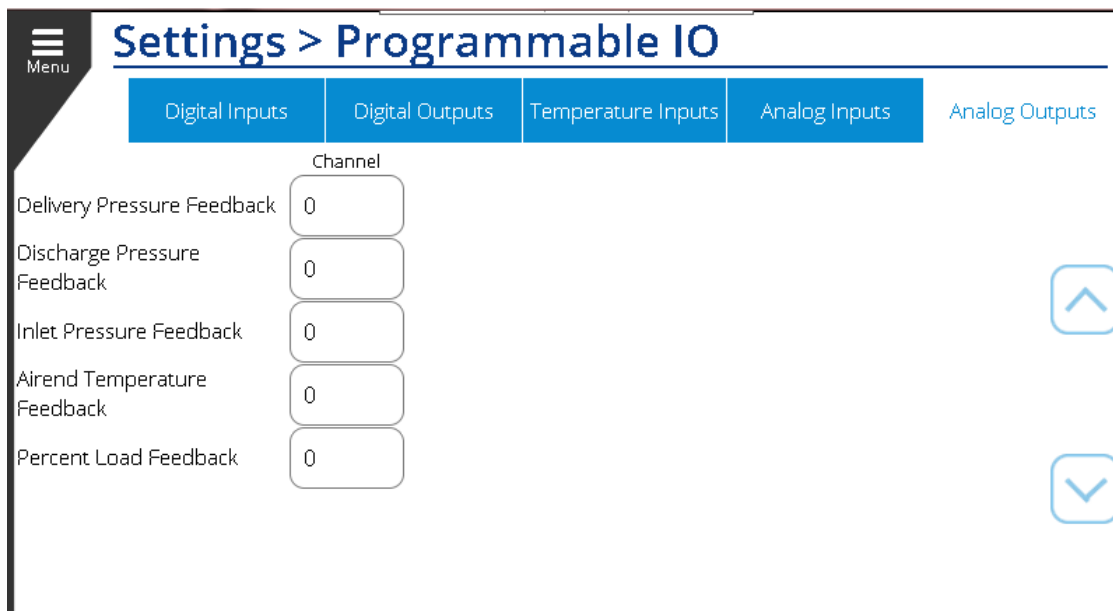 Settings > Programmable IO
Menu
Digital Inputs
Digital Outputs
Temperature Inputs
Analog Inputs
Analog Outputs
Channel
Delivery Pressure Feedback
0
Discharge Pressure
Feedback
0
Inlet Pressure Feedback
0
Airend Temperature
Feedback
0
Percent Load Feedback
0